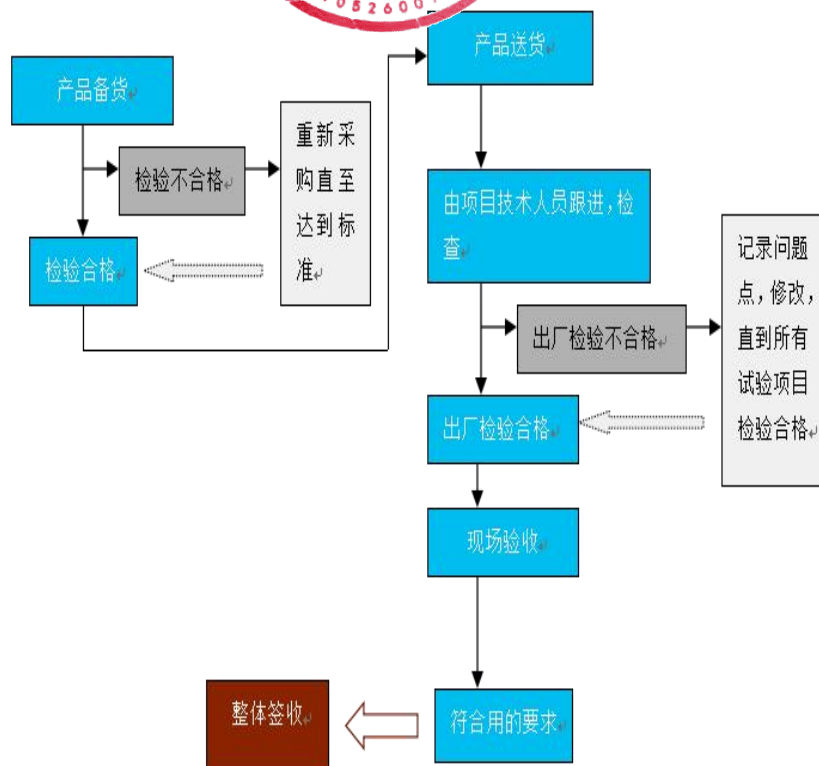 产品备货
检验不合格
重新采
购直至
达到标
准
检验合格
产品送货
由项目技术人员跟进,检
查
出厂检验不合格
记录问题
点,修改,
直到所有
试验项目
检验合格
出厂检验合格
现场验收
符合用的要求
整体签收